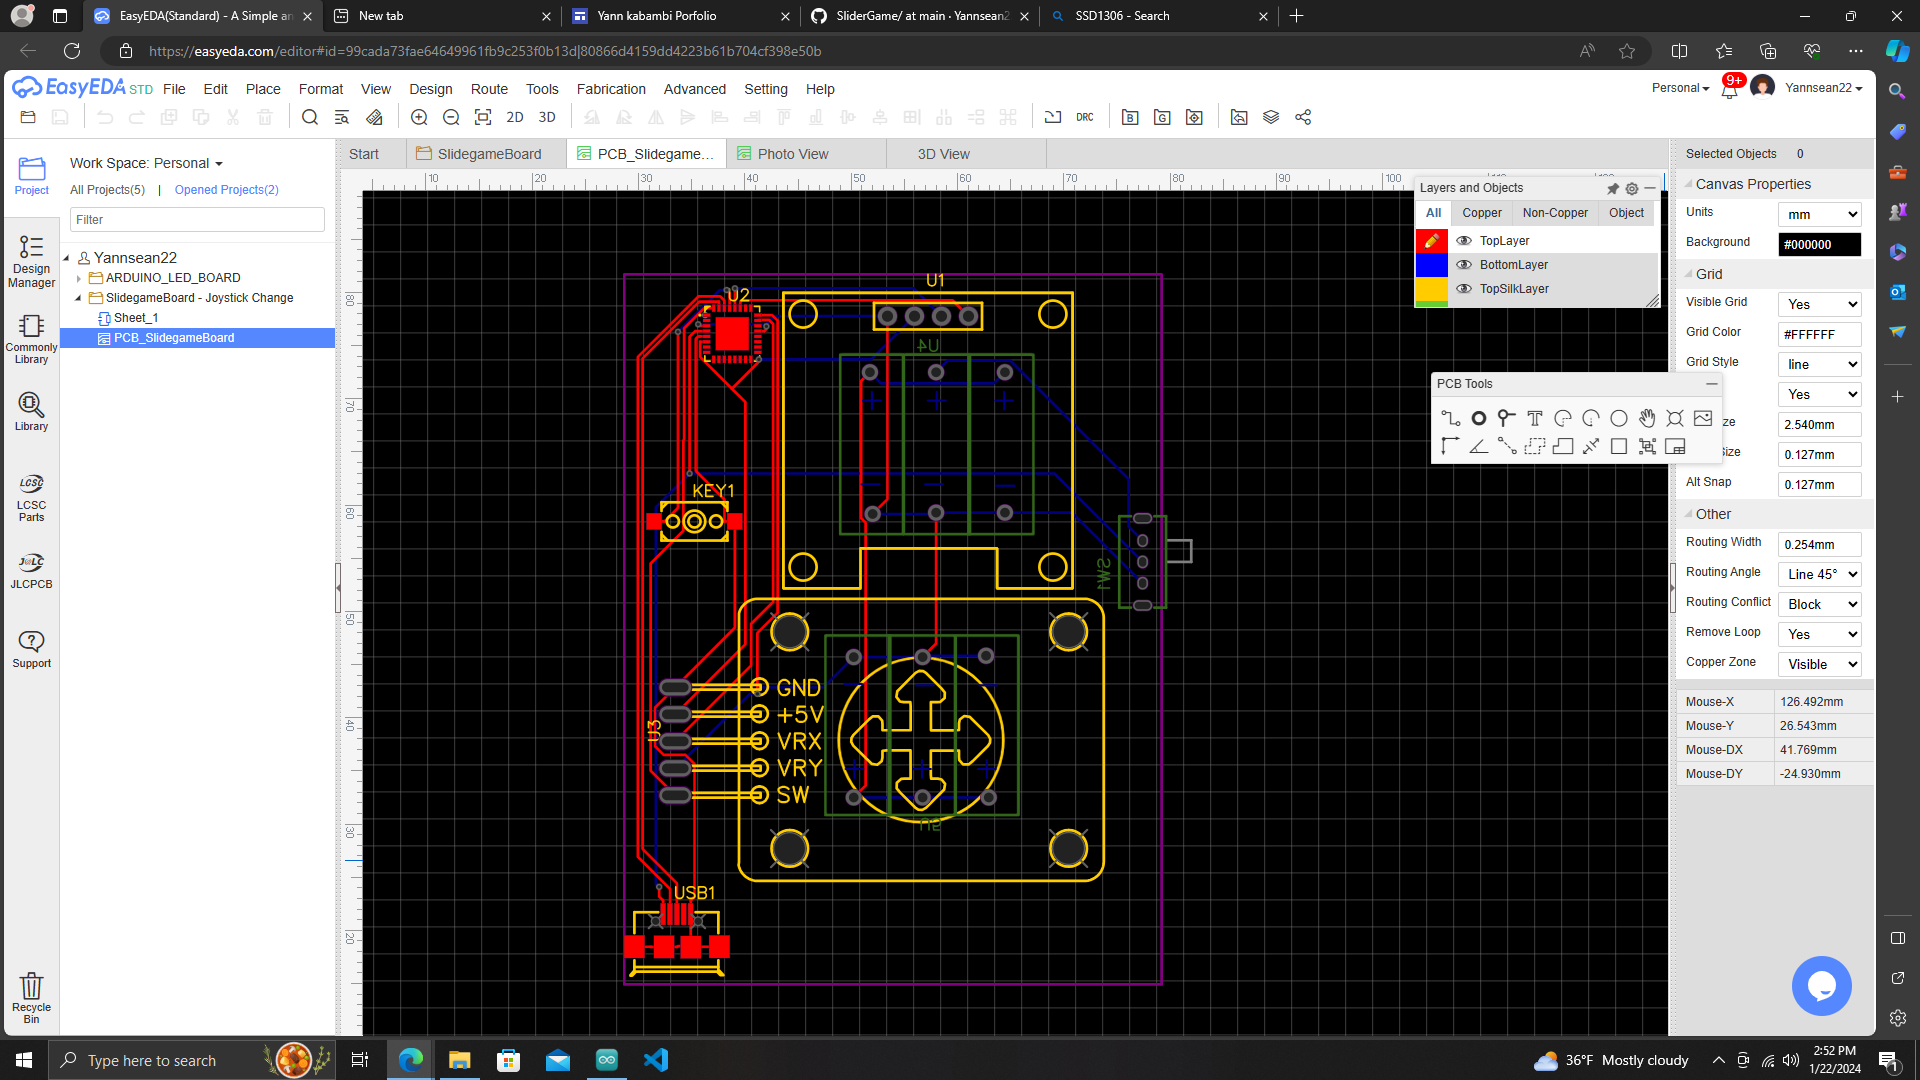 EasyEDA(Standard) - A Simple an
New tab
Yann kabambi Porfolio
SliderGame/ at main · Yannsean2
SSD1306 - Search
https://easyeda.com/editor#id=99cada73fae64649961fb9c253f0b13d|80866d4159dd4223b61b704cf398e50b
EasyEDA STD File Edit Place Format View Design Route Tools Fabrication Advanced Setting Help
Personal 9+ Yannsean22
2D 3D DRC B G
Project
Work Space: Personal
All Projects(5) | Opened Projects(2)
Filter
Yannsean22
ARDUINO_LED_BOARD
SlidegameBoard - Joystick Change
Sheet_1
PCB_SlidegameBoard
Design
Manager
Commonly
Library
Library
LCSC
LCSC
Parts
JLCPCB
Support
Recycle
Bin
Start SlidegameBoard PCB_Slidegame... Photo View 3D View
10 20 30 40 50 60 70 80 90 100
80
70
60
50
40
30
20
U1
U2
U4
KEY1
SW1
GND
+5V
VRX
VRY
SW
U3
U5
USB1
Layers and Objects
All Copper Non-Copper Object
TopLayer
BottomLayer
TopSilkLayer
PCB Tools
Selected Objects 0
Canvas Properties
Units mm
Background #000000
Grid
Visible Grid Yes
Grid Color #FFFFFF
Grid Style line
Yes
ze 2.540mm
Size 0.127mm
Alt Snap 0.127mm
Other
Routing Width 0.254mm
Routing Angle Line 45°
Routing Conflict Block
Remove Loop Yes
Copper Zone Visible
Mouse-X 126.492mm
Mouse-Y 26.543mm
Mouse-DX 41.769mm
Mouse-DY -24.930mm
Type here to search
36°F Mostly cloudy
2:52 PM
1/22/2024
1